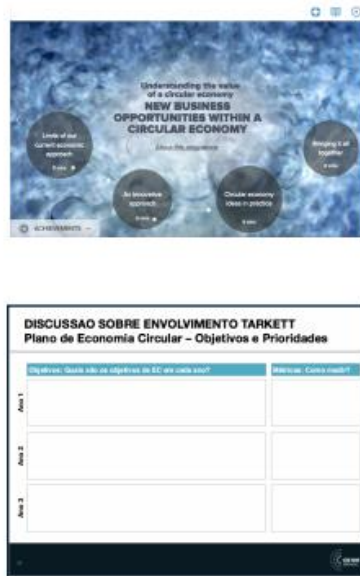 Understanding the value
of a circular economy
NEW BUSINESS
OPPORTUNITIES WITHIN A
CIRCULAR ECONOMY
About this programme
Limits of our
current economic
approach
Bringing it all
together
An innovative
approach
Circular economy
ideas in practice
ACHIEVEMENTS
DISCUSSAO SOBRE ENVOLVIMENTO TARKETT
Plano de Economia Circular – Objetivos e Prioridades
Objetivos: Quais são os objetivos de EC em cada ano?
Métricas: Como medir?
Ano 1
Ano 2
Ano 3